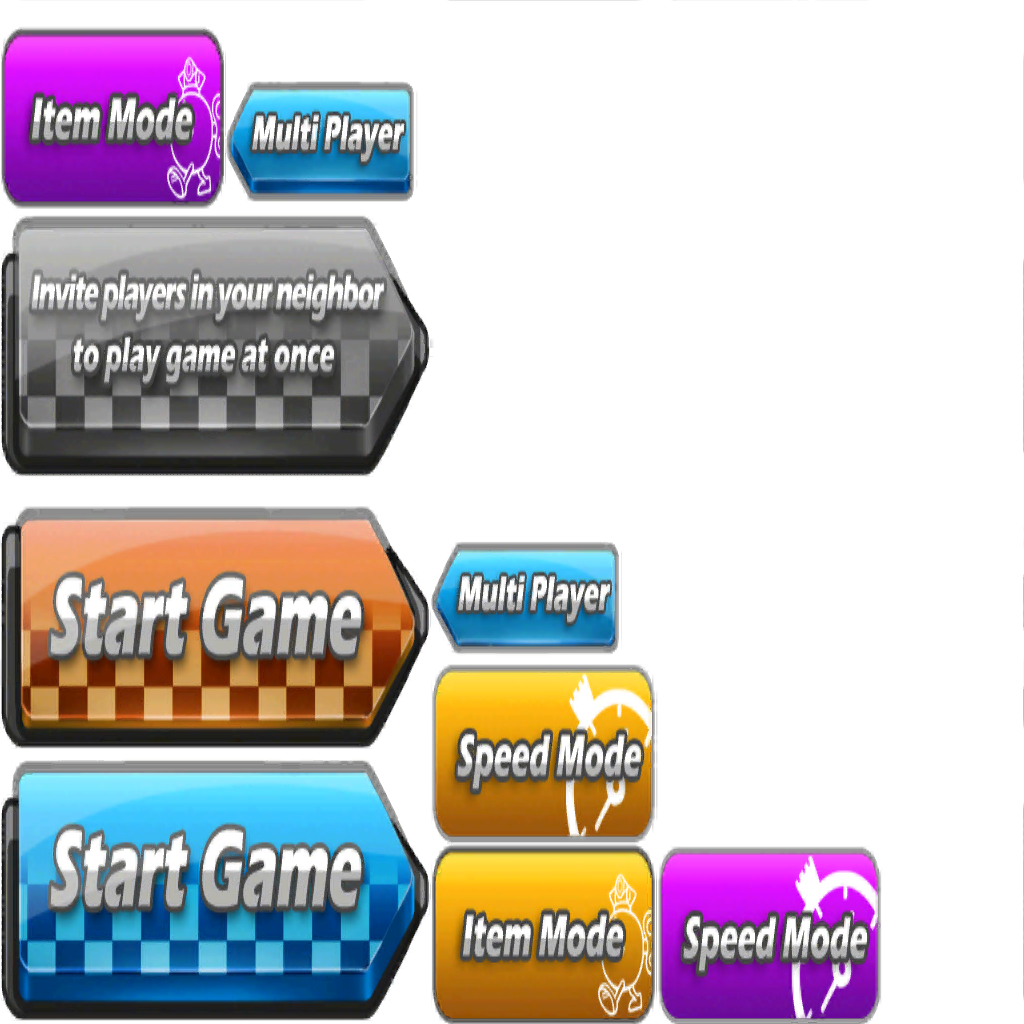 Item Mode
Multi Player
Invite players in your neighbor
to play game at once
Start Game
Multi Player
Speed Mode
Start Game
Item Mode
Speed Mode